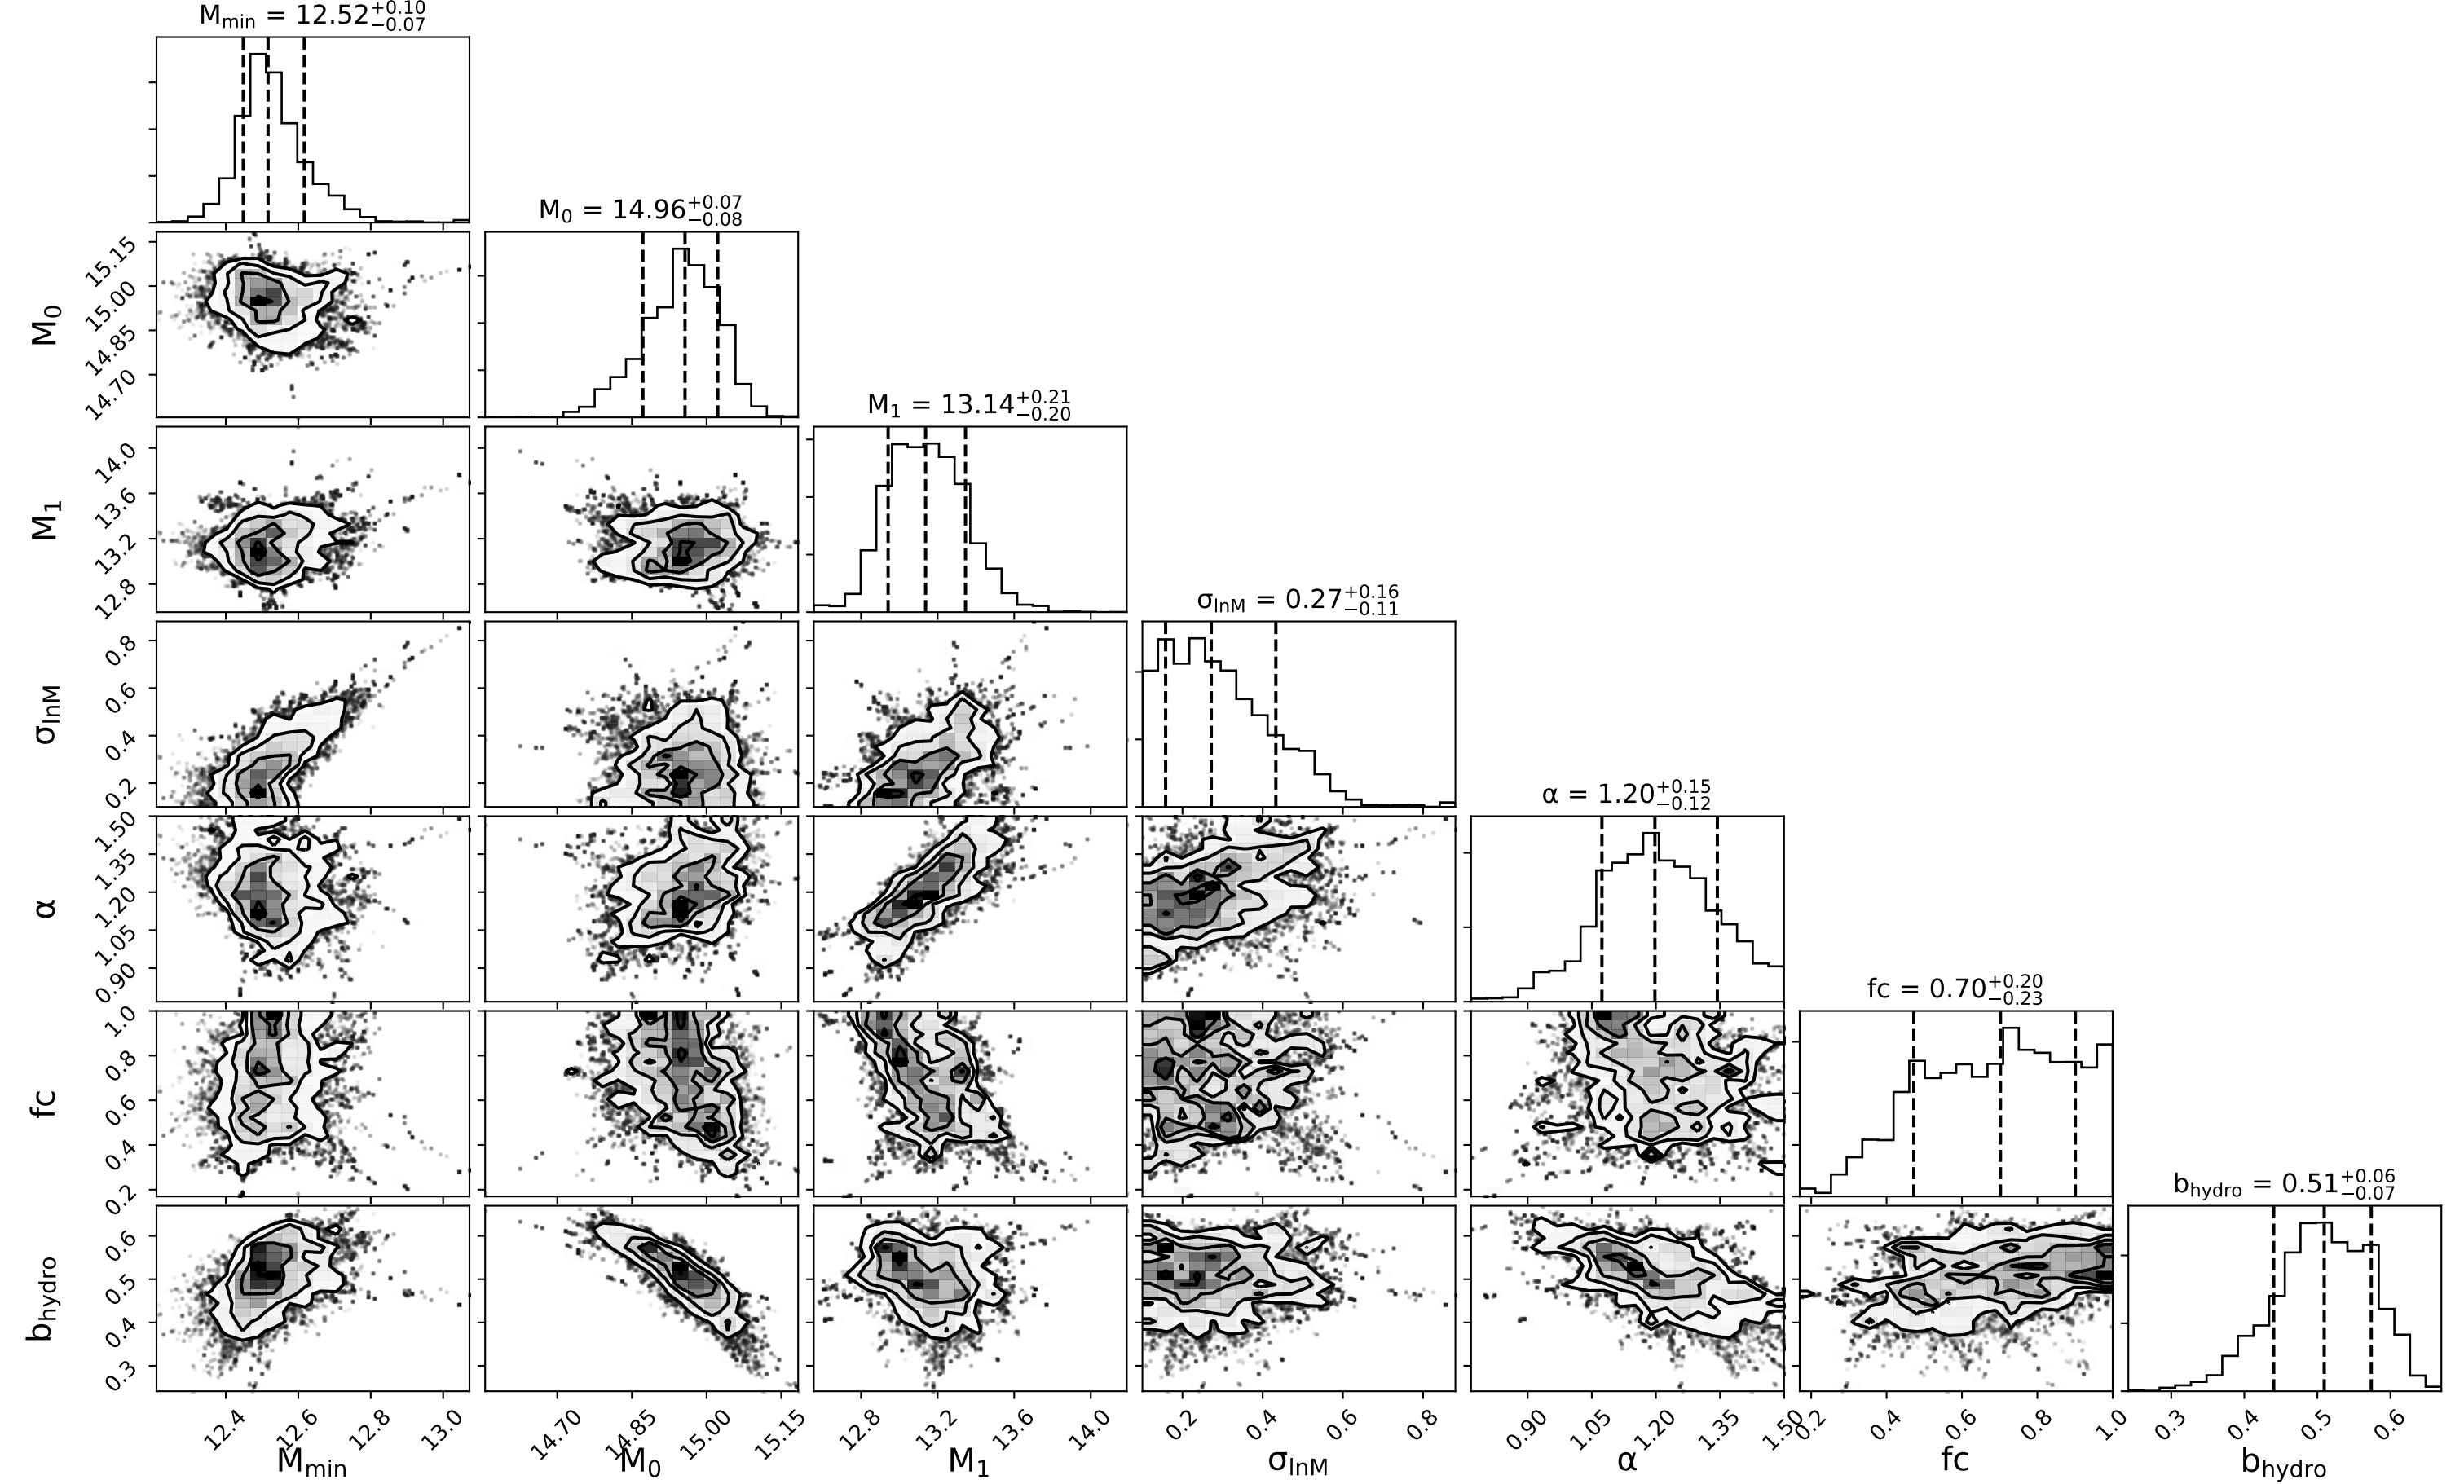 M_min = 12.52 +0.10 −0.07
M_0 = 14.96 +0.07 −0.08
M_0
15.15
15.00
14.85
14.70
M_1 = 13.14 +0.21 −0.20
M_1
14.0
13.6
13.2
12.8
σ_lnM = 0.27 +0.16 −0.11
σ_lnM
0.8
0.6
0.4
0.2
α = 1.20 +0.15 −0.12
α
1.50
1.35
1.20
1.05
0.90
fc = 0.70 +0.20 −0.23
fc
1.0
0.8
0.6
0.4
0.2
b_hydro = 0.51 +0.06 −0.07
b_hydro
0.6
0.5
0.4
0.3
12.4 12.6 12.8 13.0 14.70 14.85 15.00 15.15 12.8 13.2 13.6 14.0 0.2 0.4 0.6 0.8 0.90 1.05 1.20 1.35 1.50 0.2 0.4 0.6 0.8 1.0 0.3 0.4 0.5 0.6
M_min M_0 M_1 σ_lnM α fc b_hydro